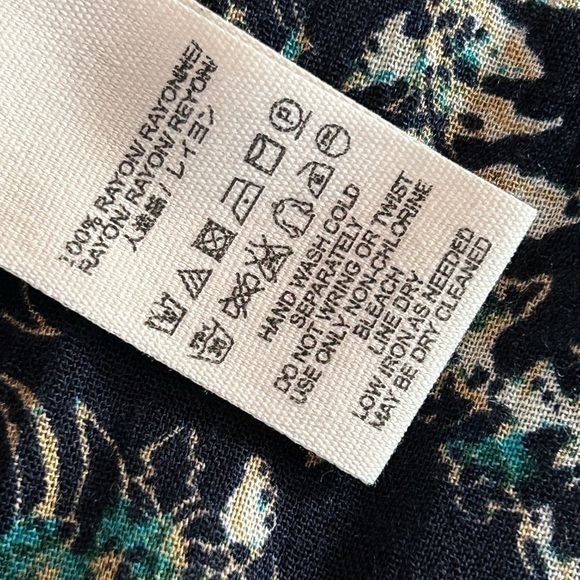 100% RAYON/ RAYONNE/
RAYON/ RAYON/ REYON/
人造絲 / レイヨン
HAND WASH COLD
SEPARATELY
DO NOT WRING OR TWIST
USE ONLY NON-CHLORINE
BLEACH
LINE DRY
LOW IRON AS NEEDED
MAY BE DRY CLEANED